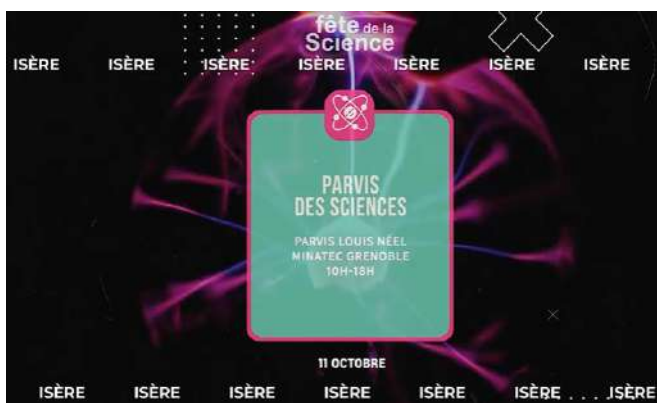 fête de la
Science
ISÈRE ISÈRE ISÈRE ISÈRE ISÈRE ISÈRE ISÈRE
PARVIS
DES SCIENCES
PARVIS LOUIS NÉEL
MINATEC GRENOBLE
10H-18H
11 OCTOBRE
ISÈRE ISÈRE ISÈRE ISÈRE ISÈRE ISÈRE ISÈRE